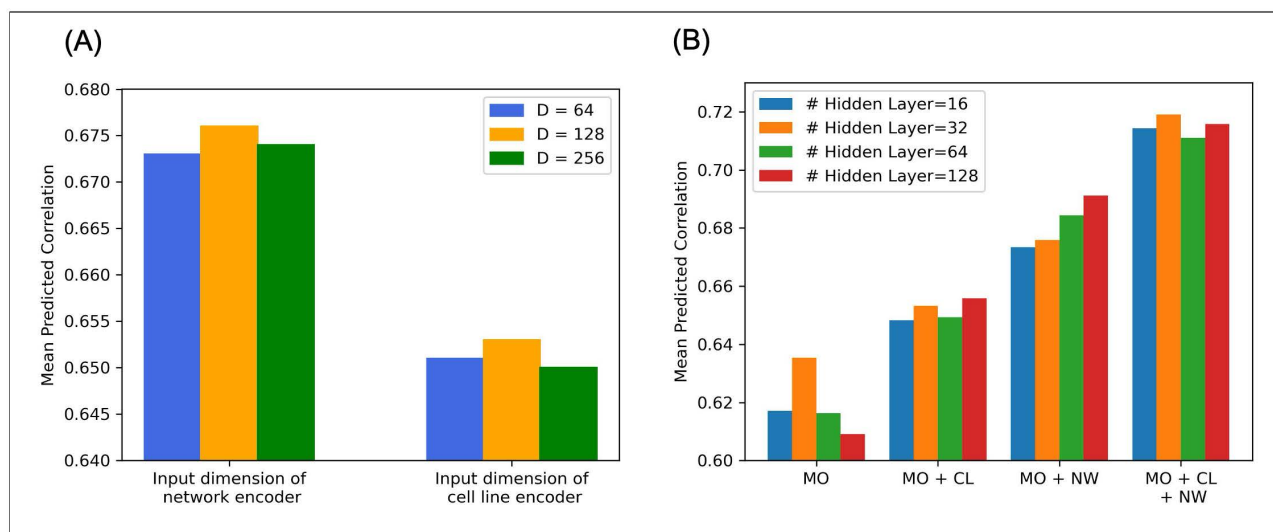 (A)
0.680
0.675
0.670
0.665
0.660
0.655
0.650
0.645
0.640
Mean Predicted Correlation
D = 64
D = 128
D = 256
Input dimension of
network encoder
Input dimension of
cell line encoder
(B)
0.72
0.70
0.68
0.66
0.64
0.62
0.60
Mean Predicted Correlation
# Hidden Layer=16
# Hidden Layer=32
# Hidden Layer=64
# Hidden Layer=128
MO
MO + CL
MO + NW
MO + CL
+ NW